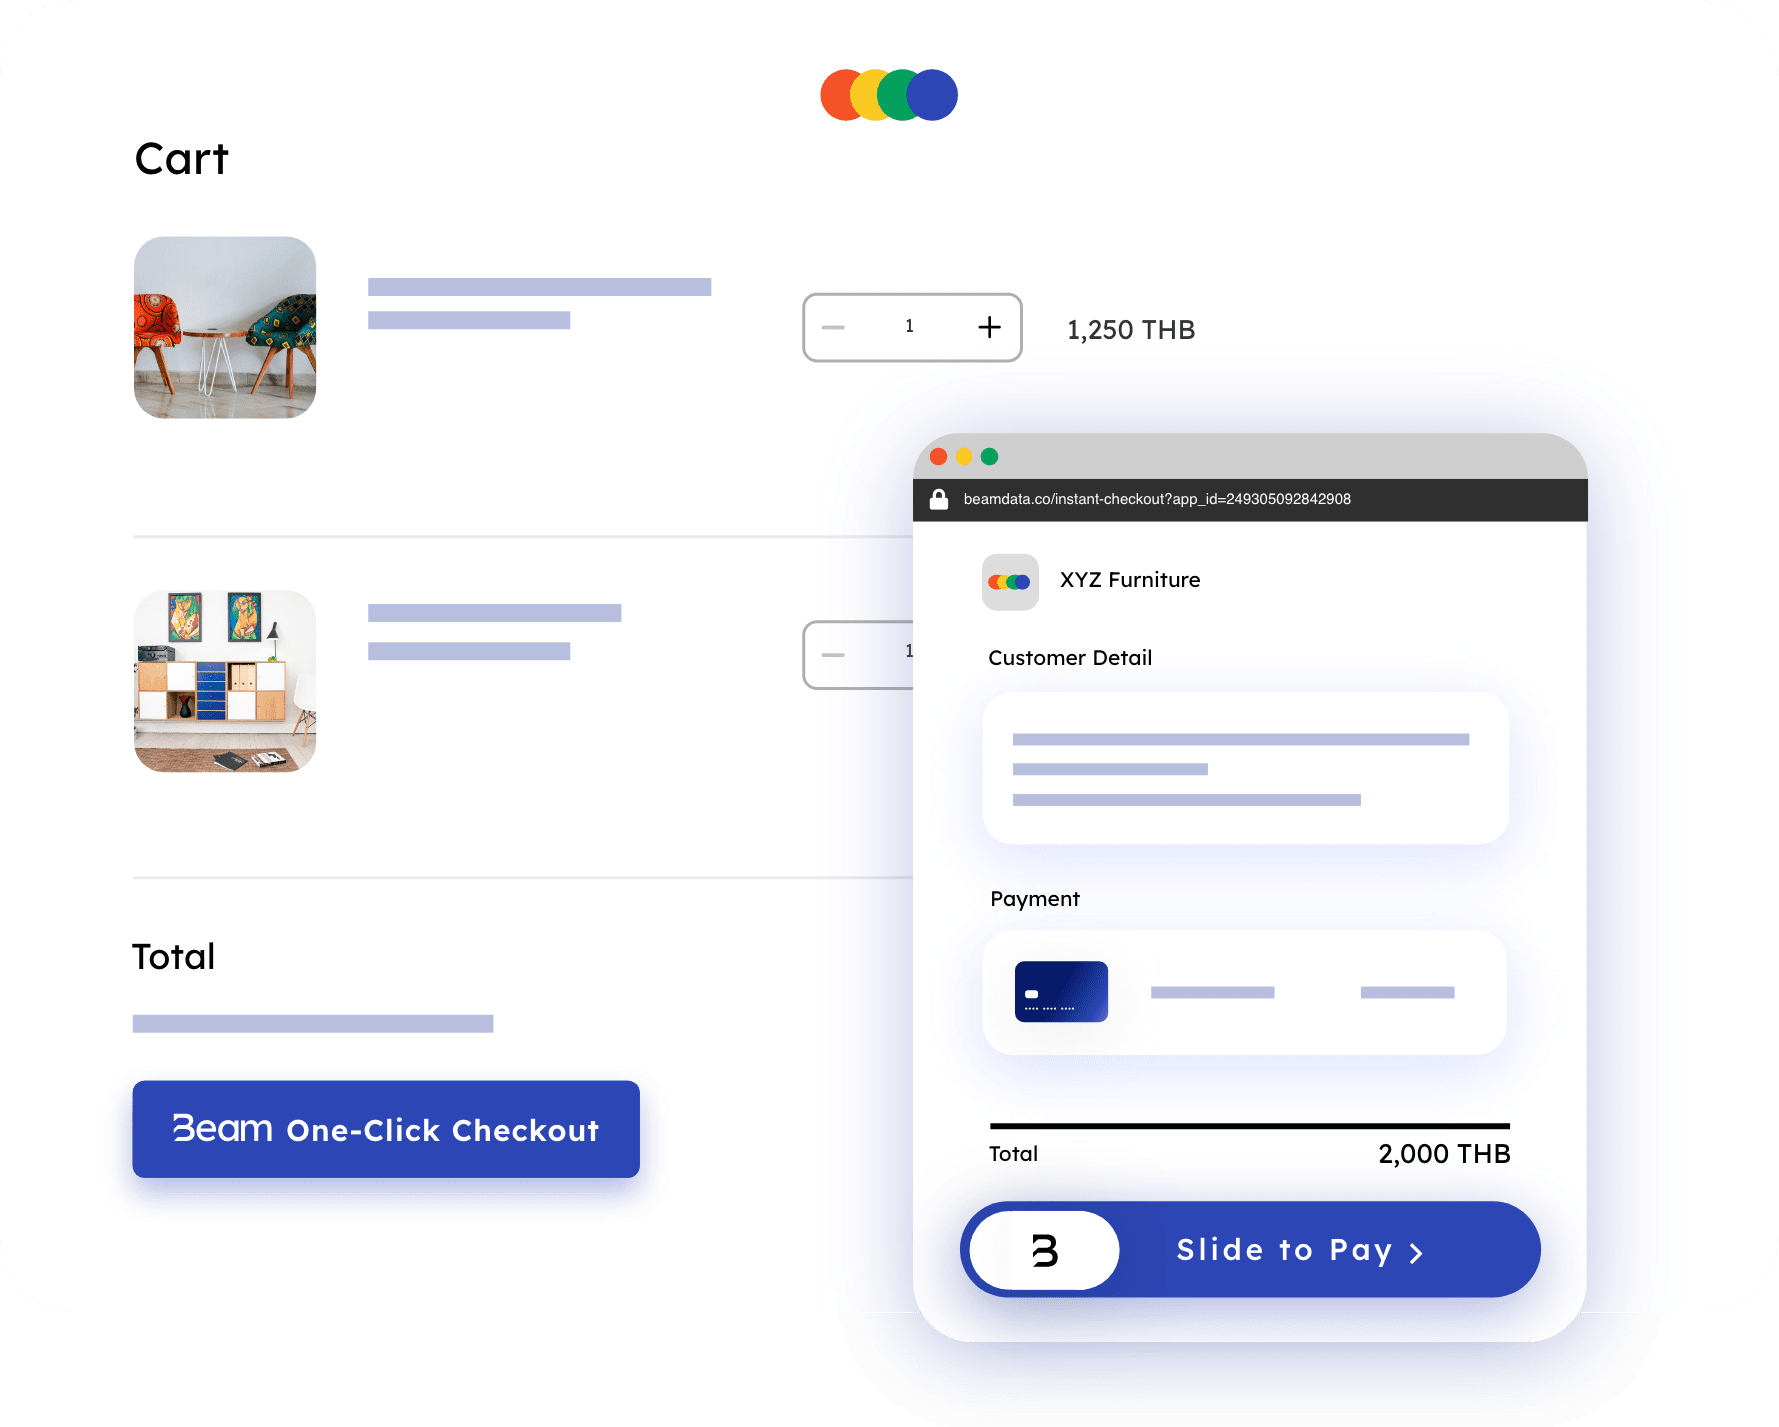 Cart
1
1,250 THB
1
Total
Beam One-Click Checkout
beamdata.co/instant-checkout?app_id=249305092842908
XYZ Furniture
Customer Detail
Payment
Total
2,000 THB
B
Slide to Pay